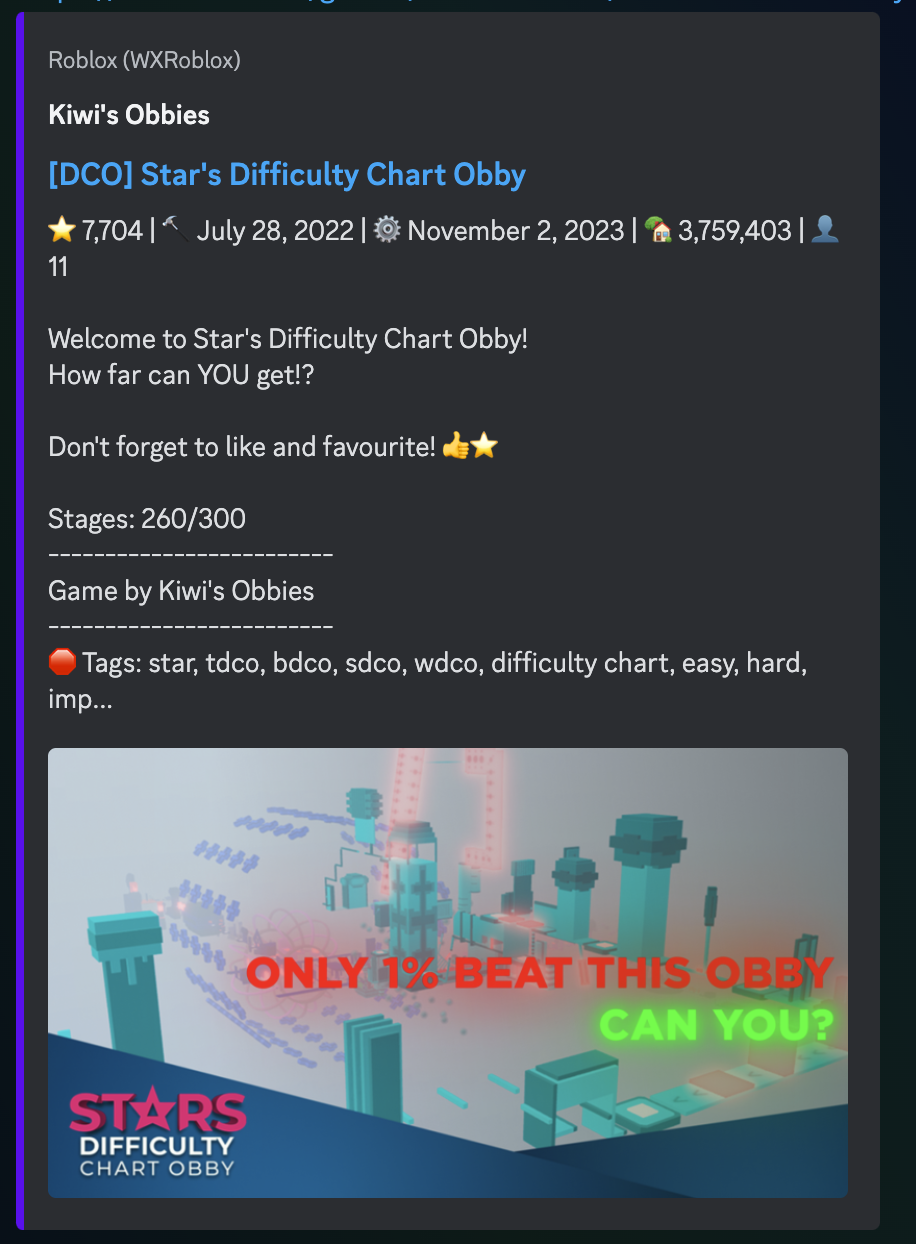 Roblox (WXRoblox)
Kiwi's Obbies
[DCO] Star's Difficulty Chart Obby
⭐ 7,704 | 🔨 July 28, 2022 | ⚙️ November 2, 2023 | 🏡 3,759,403 | 👤
11
Welcome to Star's Difficulty Chart Obby!
How far can YOU get!?
Don't forget to like and favourite! 👍⭐
Stages: 260/300
-------------------------
Game by Kiwi's Obbies
-------------------------
🛑 Tags: star, tdco, bdco, sdco, wdco, difficulty chart, easy, hard,
imp...
ONLY 1% BEAT THIS OBBY
CAN YOU?
STARS
DIFFICULTY
CHART OBBY